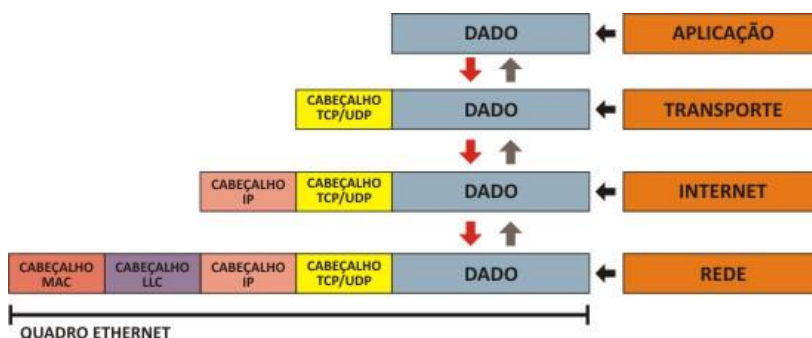 DADO
APLICAÇÃO
CABEÇALHO
TCP/UDP
DADO
TRANSPORTE
CABEÇALHO
IP
CABEÇALHO
TCP/UDP
DADO
INTERNET
CABEÇALHO
MAC
CABEÇALHO
LLC
CABEÇALHO
IP
CABEÇALHO
TCP/UDP
DADO
REDE
QUADRO ETHERNET